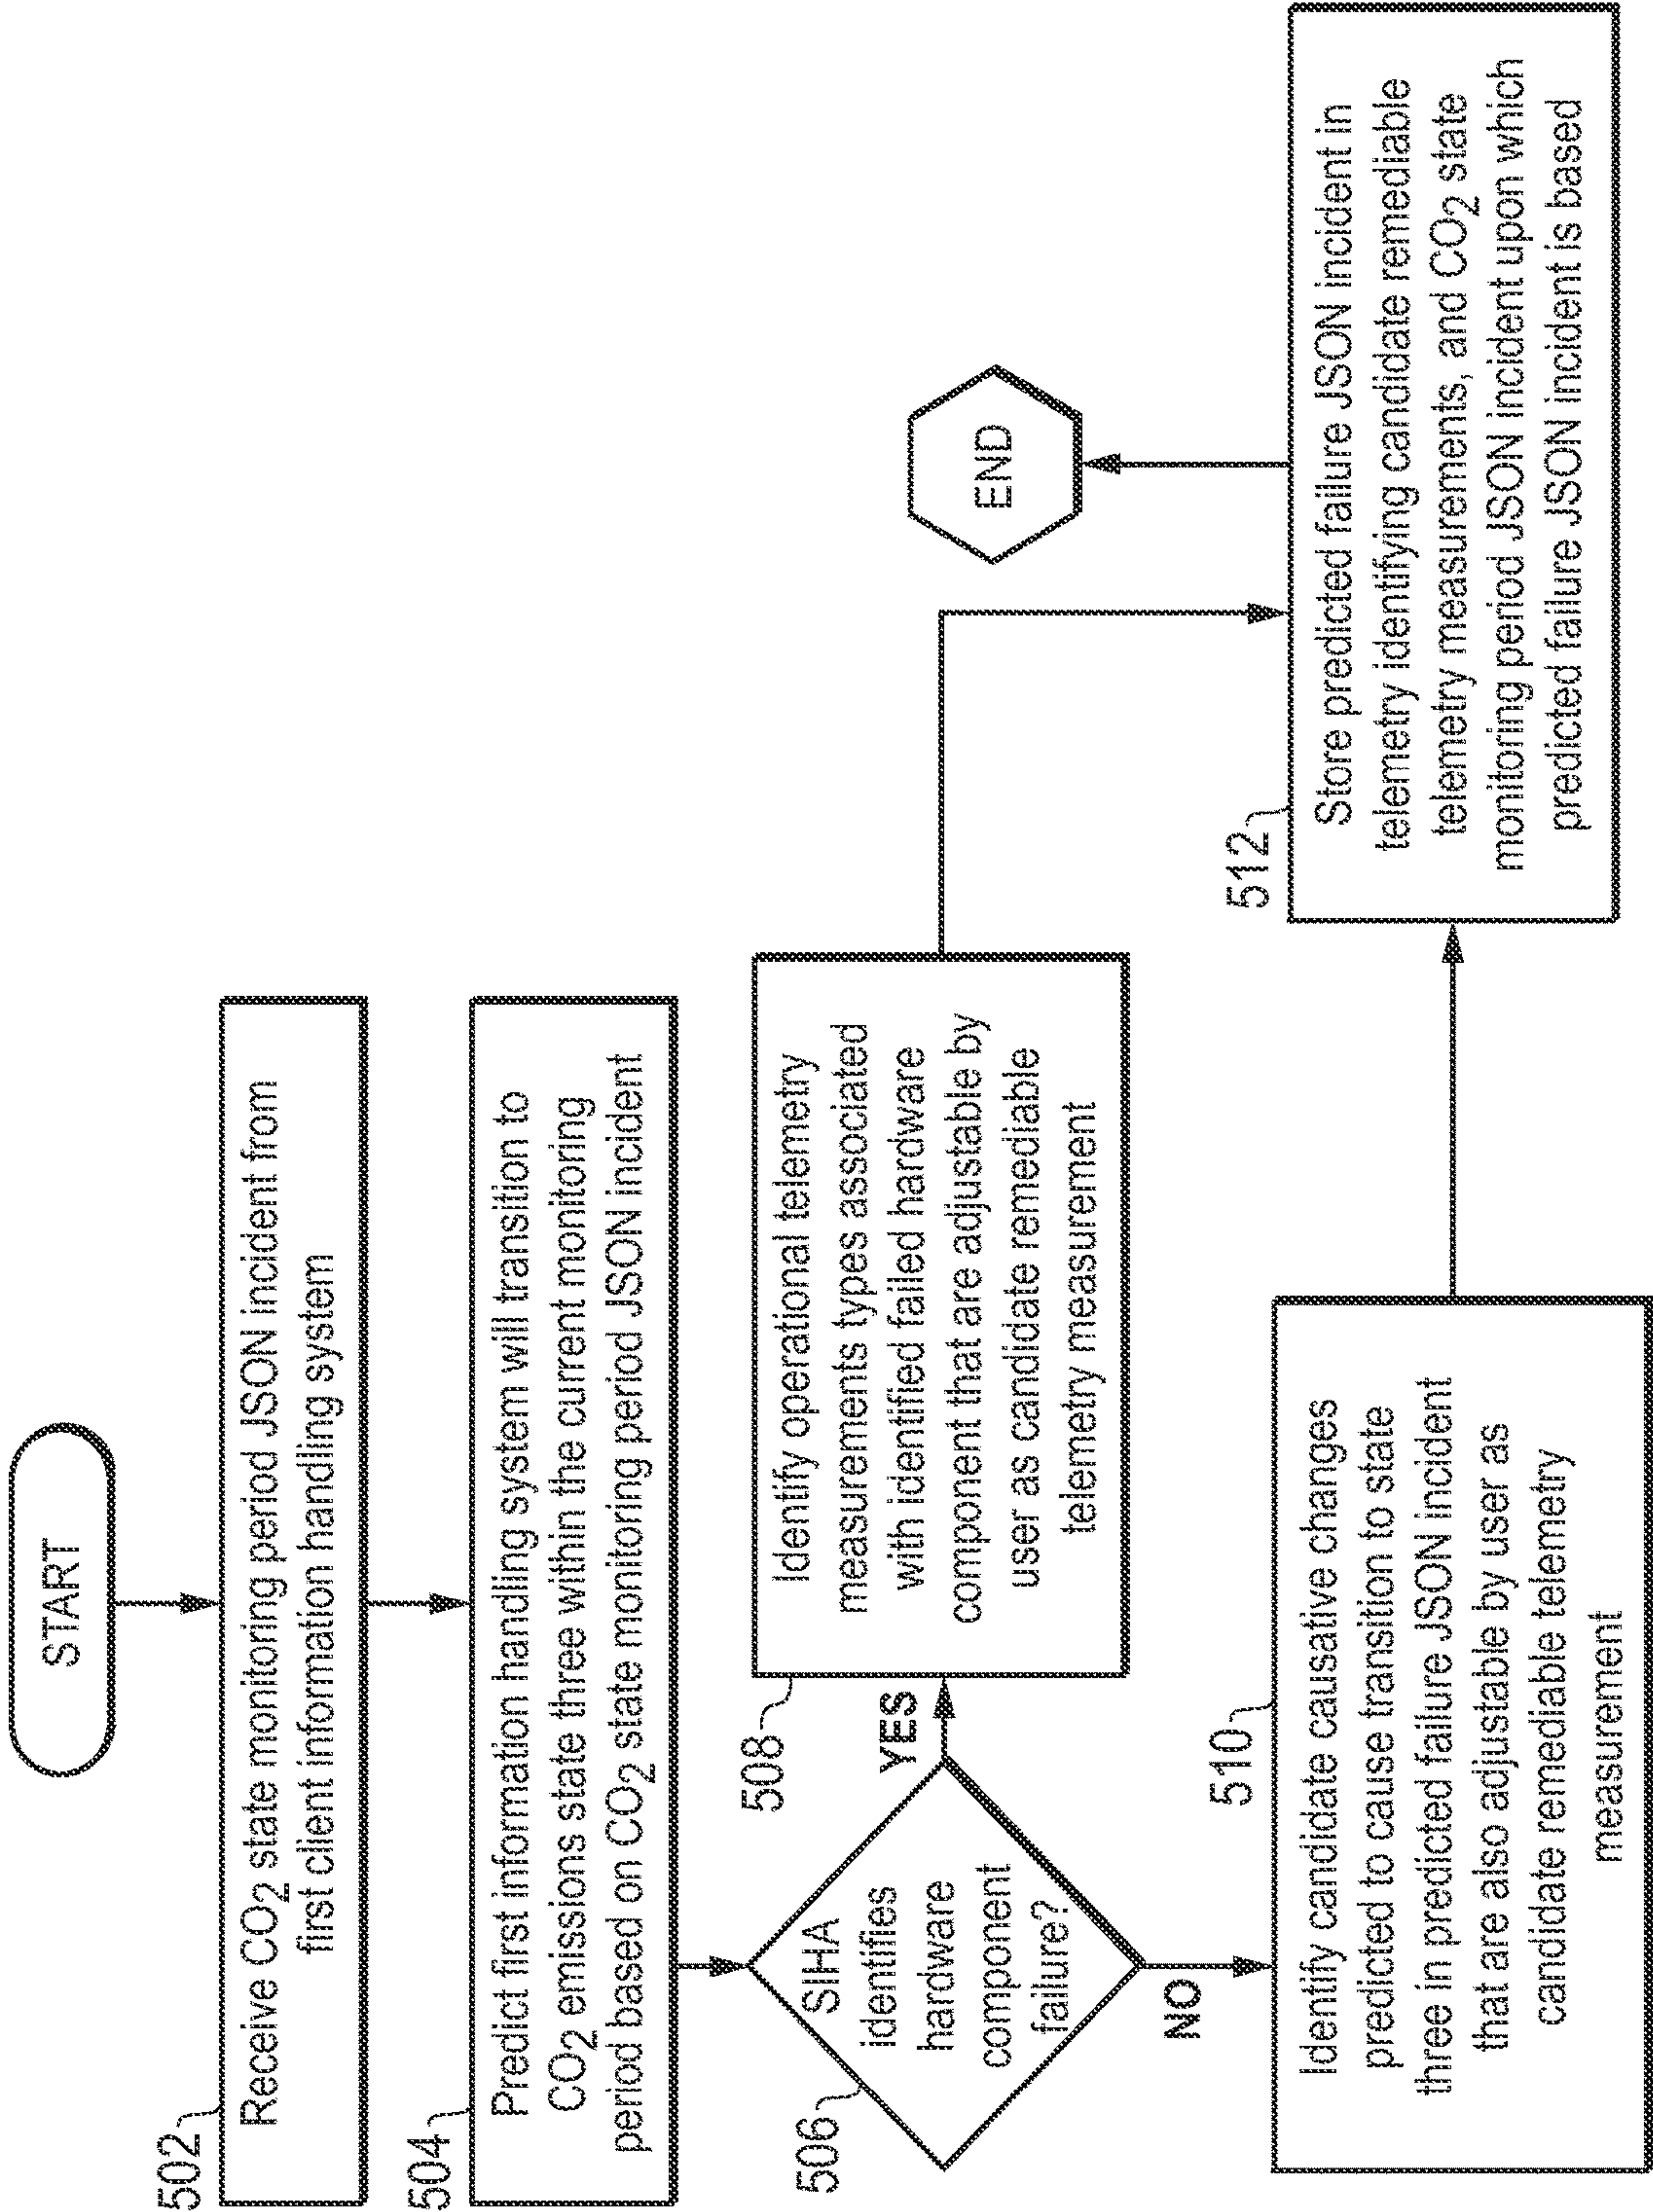 START
502
Receive CO2 state monitoring period JSON incident from
first client information handling system
504
Predict first information handling system will transition to
CO2 emissions state three within the current monitoring
period based on CO2 state monitoring period JSON incident
506
SIHA
identifies
hardware
component
failure?
YES
NO
508
Identify operational telemetry
measurements types associated
with identified failed hardware
component that are adjustable by
user as candidate remediable
telemetry measurement
510
Identify candidate causative changes
predicted to cause transition to state
three in predicted failure JSON incident
that are also adjustable by user as
candidate remediable telemetry
measurement
512
Store predicted failure JSON incident in
telemetry identifying candidate remediable
telemetry measurements, and CO2 state
monitoring period JSON incident upon which
predicted failure JSON incident is based
END